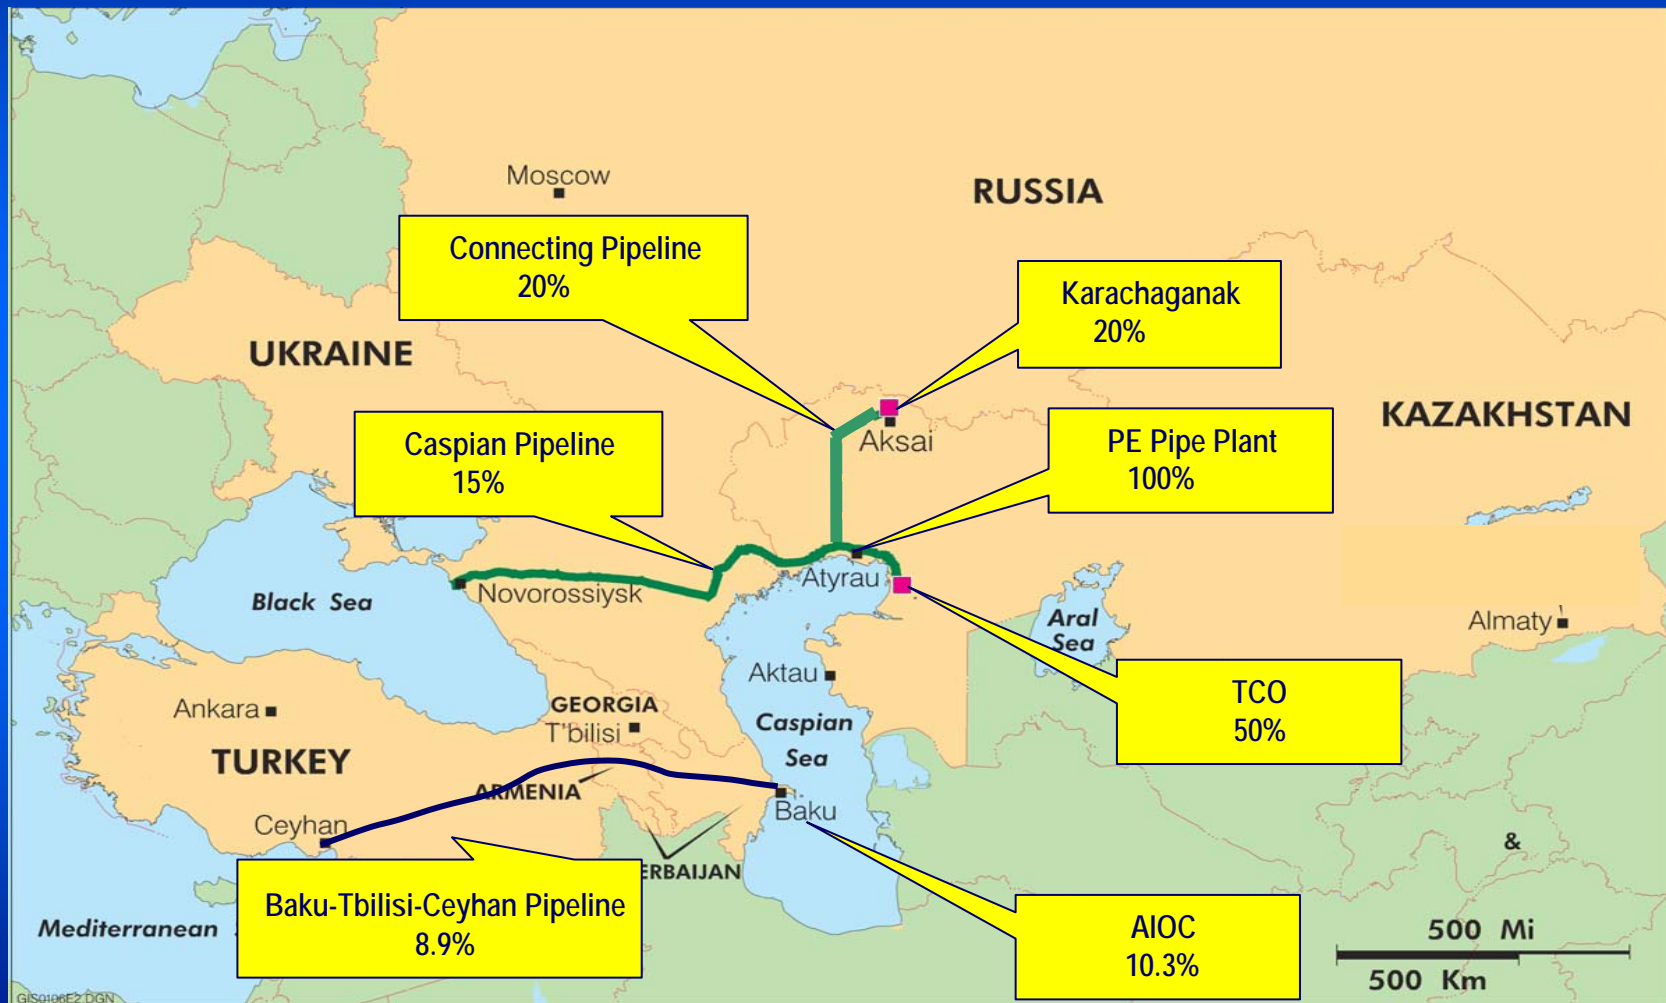 Moscow
RUSSIA
Connecting Pipeline
20%
Karachaganak
20%
UKRAINE
KAZAKHSTAN
Aksai
Caspian Pipeline
15%
PE Pipe Plant
100%
Atyrau
Novorossiysk
Black Sea
Aral
Sea
Almaty
Aktau
TCO
50%
Ankara
GEORGIA
T'bilisi
Caspian
Sea
TURKEY
ARMENIA
Baku
Ceyhan
&
ERBAIJAN
Baku-Tbilisi-Ceyhan Pipeline
8.9%
AIOC
10.3%
Mediterranean
500 Mi
500 Km
GIS0106E2.DGN